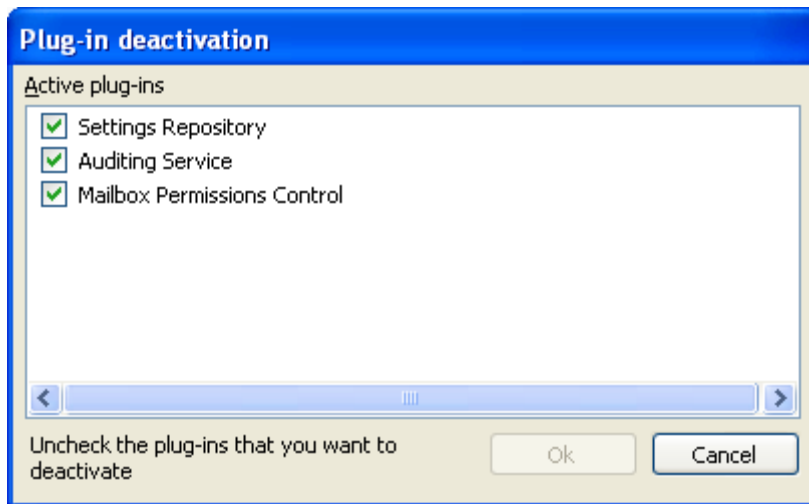 Plug-in deactivation
Active plug-ins
Settings Repository
Auditing Service
Mailbox Permissions Control
Uncheck the plug-ins that you want to
deactivate
Ok
Cancel